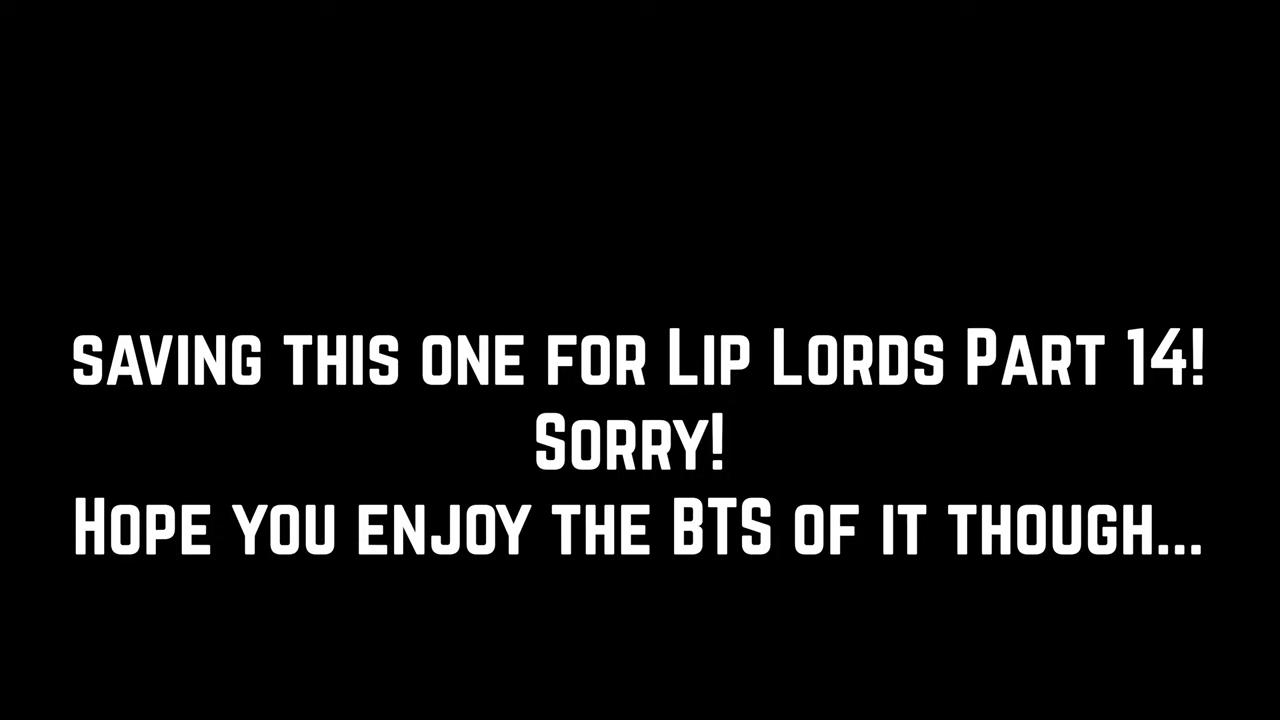 saving this one for Lip Lords Part 14!
Sorry!
Hope you enjoy the BTS of it though...